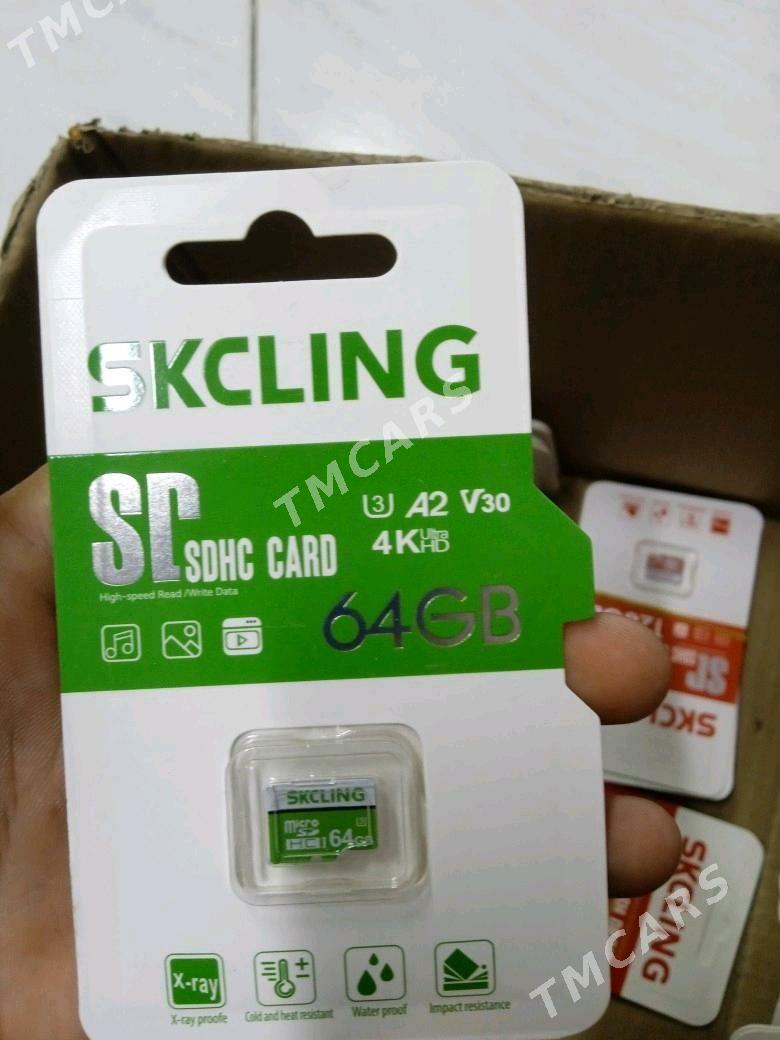 TMCARS
SKCLING
TMCARS
SD SDHC CARD
U3 A2 V30
4K Ultra HD
High-speed Read /Write Data
64GB
SKCLING
micro SD
HC I 64GB
X-ray
X-ray proofe
Cold and heat resistant
Water proof
Impact resistance
SKCLING
TMCARS